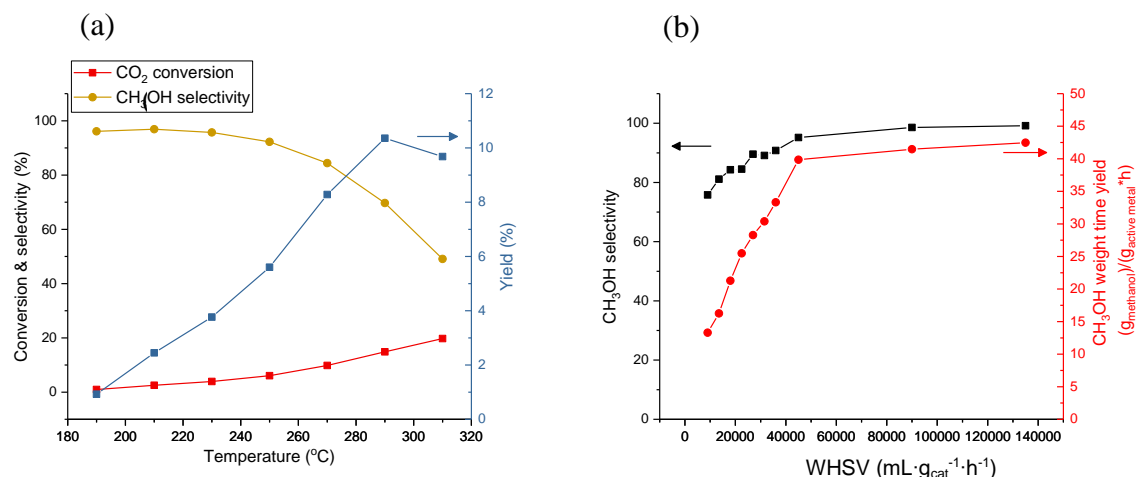 (a)
CO2 conversion
CH3OH selectivity
Conversion & selectivity (%)
100
80
60
40
20
0
180 200 220 240 260 280 300 320
Temperature (oC)
12
10
8
6
4
2
0
Yield (%)
(b)
CH3OH selectivity
100
80
60
40
20
0
0 20000 40000 60000 80000 100000 120000 140000
WHSV (mL·gcat-1·h-1)
50
45
40
35
30
25
20
15
10
5
0
CH3OH weight time yield
(gmethanol)/(gactive metal*h)